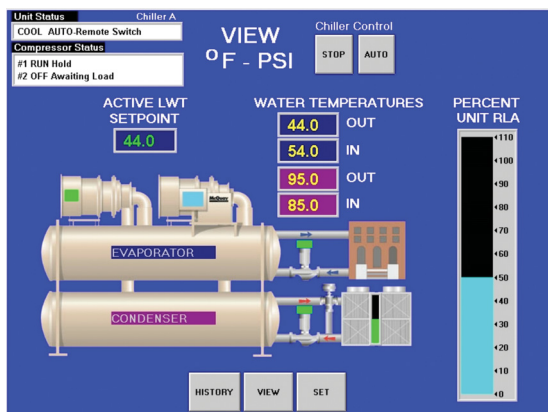 Unit Status Chiller A
COOL AUTO-Remote Switch
Compressor Status
#1 RUN Hold
#2 OFF Awaiting Load
VIEW
ºF - PSI
Chiller Control
STOP AUTO
ACTIVE LWT
SETPOINT
44.0
WATER TEMPERATURES
44.0 OUT
54.0 IN
95.0 OUT
85.0 IN
PERCENT
UNIT RLA
110
100
90
80
70
60
50
40
30
20
10
0
McQuay
EVAPORATOR
CONDENSER
HISTORY VIEW SET